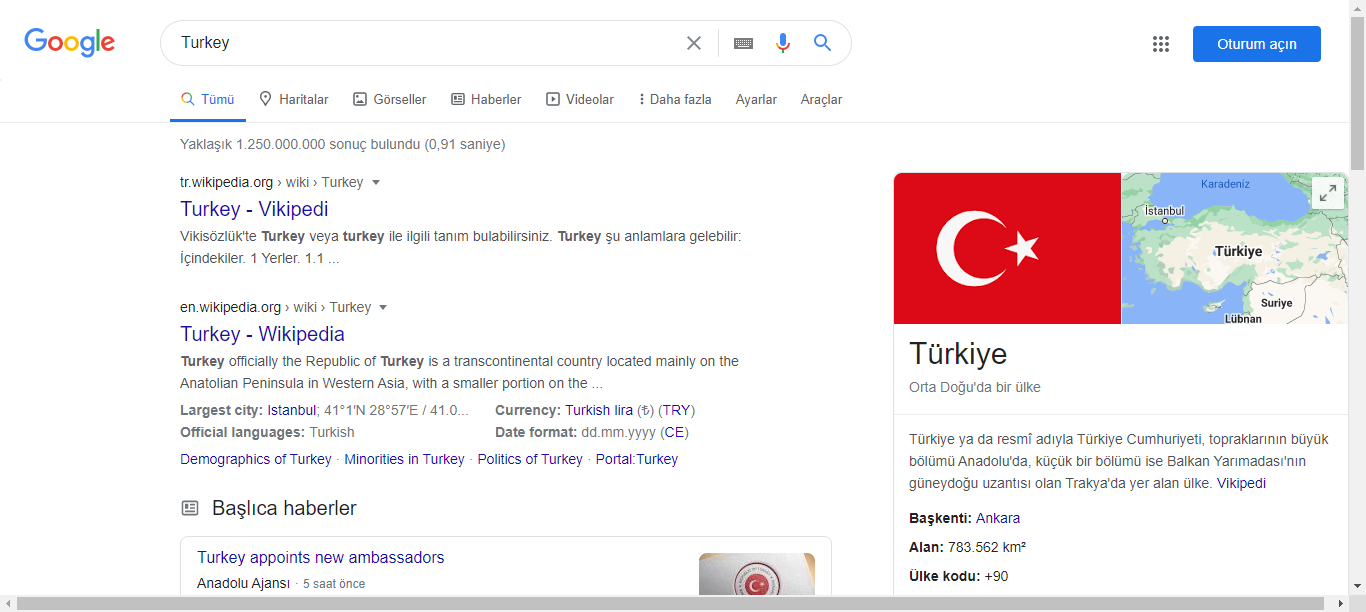 Google
Turkey
Oturum açın
Tümü
Haritalar
Görseller
Haberler
Videolar
Daha fazla
Ayarlar
Araçlar
Yaklaşık 1.250.000.000 sonuç bulundu (0,91 saniye)
tr.wikipedia.org › wiki › Turkey
Turkey - Vikipedi
Vikisözlük'te Turkey veya turkey ile ilgili tanım bulabilirsiniz. Turkey şu anlamlara gelebilir:
İçindekiler. 1 Yerler. 1.1 ...
en.wikipedia.org › wiki › Turkey
Turkey - Wikipedia
Turkey officially the Republic of Turkey is a transcontinental country located mainly on the
Anatolian Peninsula in Western Asia, with a smaller portion on the ...
Largest city: Istanbul; 41°1′N 28°57′E / 41.0...
Currency: Turkish lira (₺) (TRY)
Official languages: Turkish
Date format: dd.mm.yyyy (CE)
Demographics of Turkey · Minorities in Turkey · Politics of Turkey · Portal:Turkey
Başlıca haberler
Turkey appoints new ambassadors
Anadolu Ajansı · 5 saat önce
Karadeniz
İstanbul
Türkiye
Suriye
Lübnan
Türkiye
Orta Doğu'da bir ülke
Türkiye ya da resmî adıyla Türkiye Cumhuriyeti, topraklarının büyük
bölümü Anadolu'da, küçük bir bölümü ise Balkan Yarımadası'nın
güneydoğu uzantısı olan Trakya'da yer alan ülke. Vikipedi
Başkenti: Ankara
Alan: 783.562 km²
Ülke kodu: +90